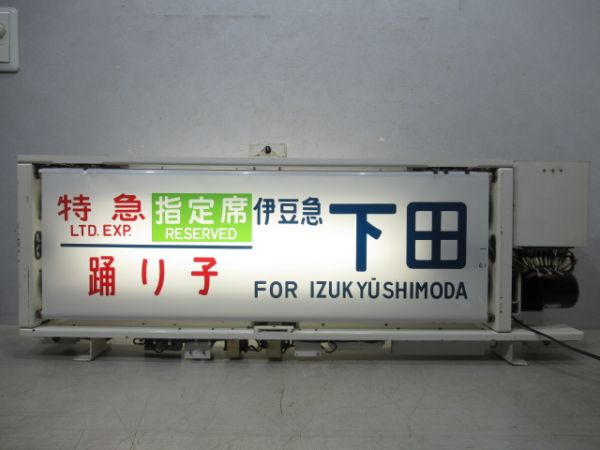 特急 指定席 伊豆急 下田
LTD. EXP. RESERVED
踊り子 FOR IZUKYŪSHIMODA